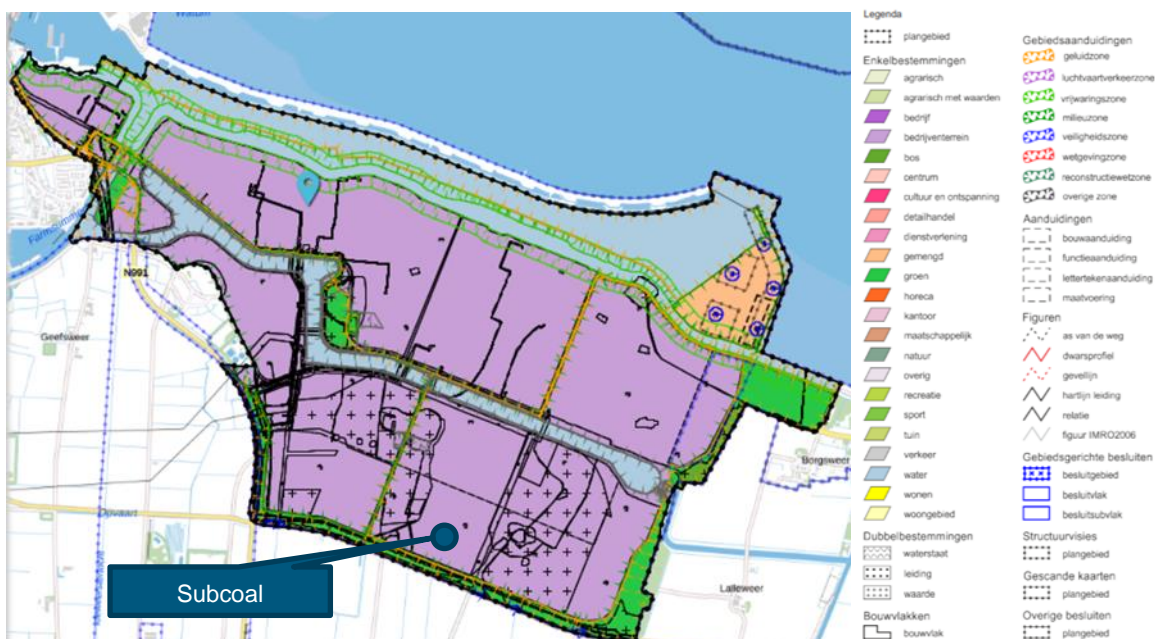 Watum
Farmsummer
N991
Geefsweer
Borgsweer
Lalleweer
Subcoal
Legenda
plangebied
Enkelbestemmingen
agrarisch
agrarisch met waarden
bedrijf
bedrijventerrein
bos
centrum
cultuur en ontspanning
detailhandel
dienstverlening
gemengd
groen
horeca
kantoor
maatschappelijk
natuur
overig
recreatie
sport
tuin
verkeer
water
wonen
woongebied
Dubbelbestemmingen
waterstaat
leiding
waarde
Bouwvlakken
bouwvlak
Gebiedsaanduidingen
geluidzone
luchtvaartverkeerzone
vrijwaringszone
milieuzone
veiligheidszone
wetgevingzone
reconstructiewetzone
overige zone
Aanduidingen
bouwaanduiding
functieaanduiding
lettertekenaanduiding
maatvoering
Figuren
as van de weg
dwarsprofiel
gevellijn
hartlijn leiding
relatie
figuur IMRO2006
Gebiedsgerichte besluiten
besluitgebied
besluitvlak
besluitsubvlak
Structuurvisies
plangebied
Gescande kaarten
plangebied
Overige besluiten
plangebied